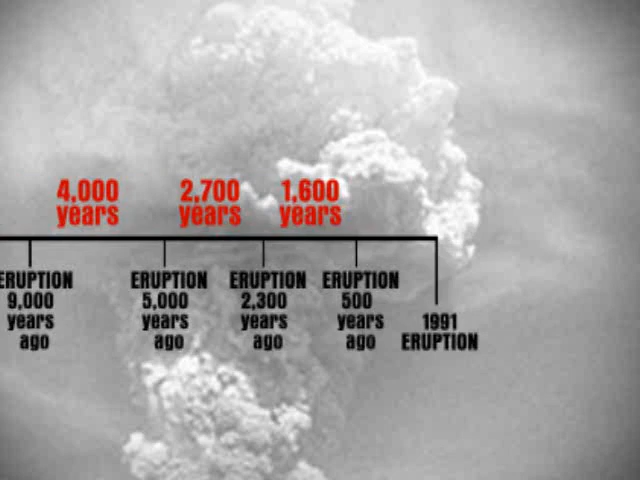 4,000 years
2,700 years
1,600 years
ERUPTION 9,000 years ago
ERUPTION 5,000 years ago
ERUPTION 2,300 years ago
ERUPTION 500 years ago
1991 ERUPTION